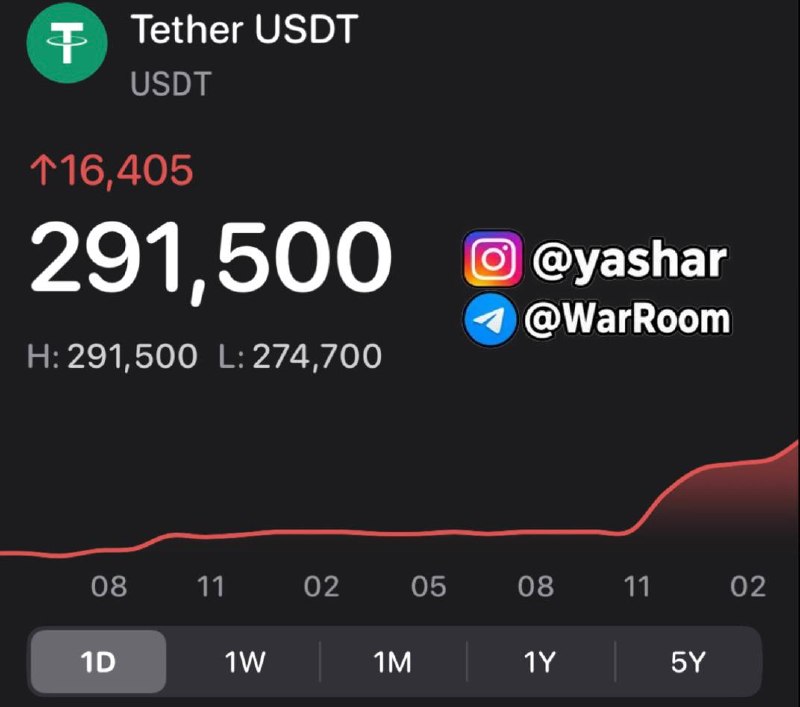 Tether USDT
USDT
↑16,405
291,500
H: 291,500 L: 274,700
@yashar
@WarRoom
08 11 02 05 08 11 02
1D 1W 1M 1Y 5Y